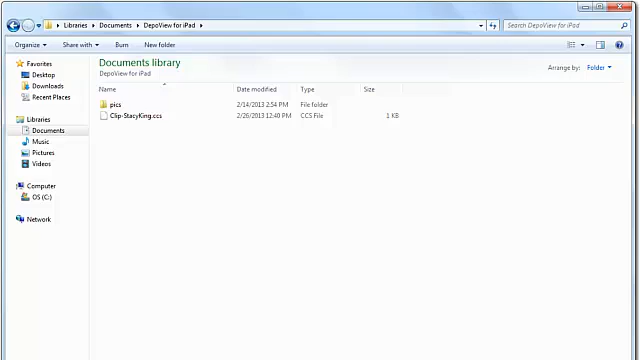 Libraries ▸ Documents ▸ DepoView for iPad ▸
Search DepoView for iPad
Organize Share with Burn New folder
Favorites
Desktop
Downloads
Recent Places
Libraries
Documents
Music
Pictures
Videos
Computer
OS (C:)
Network
Documents library
DepoView for iPad
Arrange by: Folder
Name Date modified Type Size
pics 2/14/2013 2:54 PM File folder
Clip-StacyKing.ccs 2/26/2013 12:40 PM CCS File 1 KB